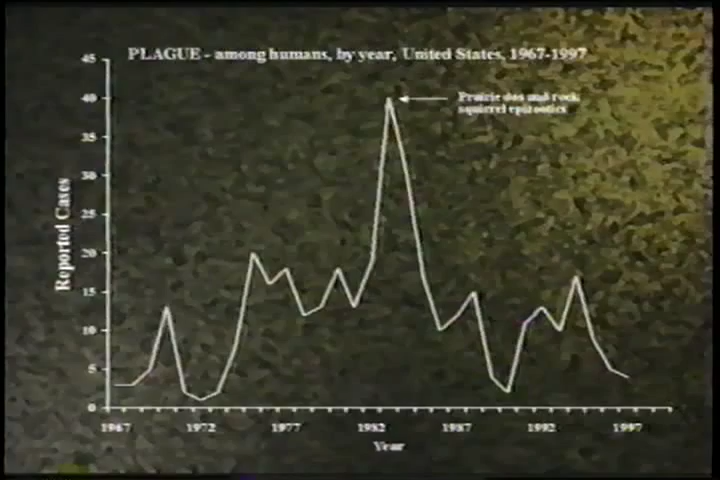 PLAGUE - among humans, by year, United States, 1967-1997
45
40
Prairie dog and rock
squirrel epizootics
35
30
25
20
15
10
5
0
Reported Cases
1967 1972 1977 1982 1987 1992 1997
Year